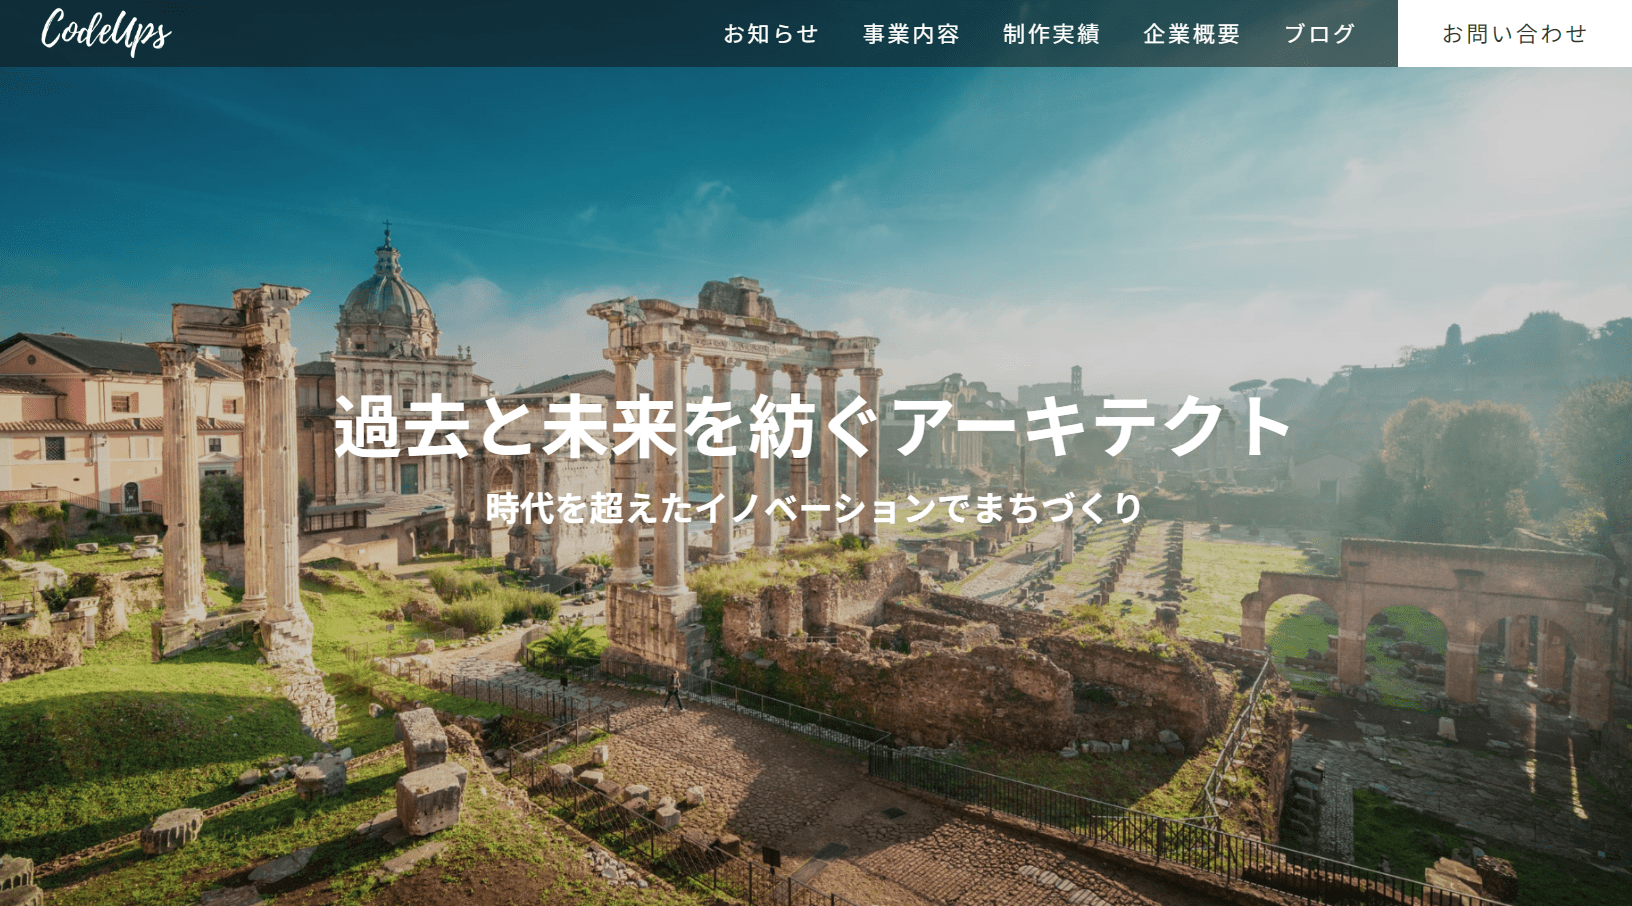 CodeUps
お知らせ 事業内容 制作実績 企業概要 ブログ お問い合わせ
過去と未来を紡ぐアーキテクト
時代を超えたイノベーションでまちづくり